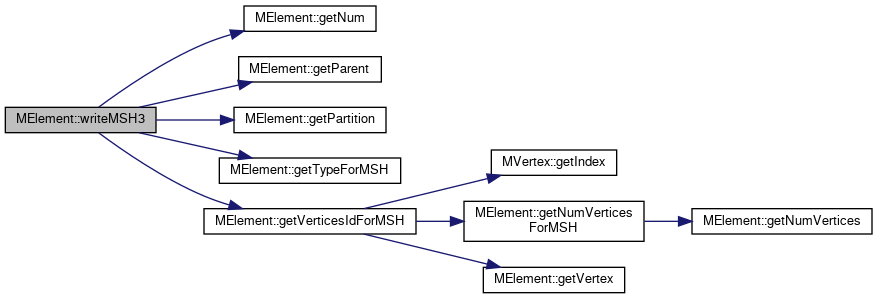 MElement::getNum
MElement::getParent
MElement::writeMSH3
MElement::getPartition
MElement::getTypeForMSH
MElement::getVerticesIdForMSH
MVertex::getIndex
MElement::getNumVertices
ForMSH
MElement::getNumVertices
MElement::getVertex